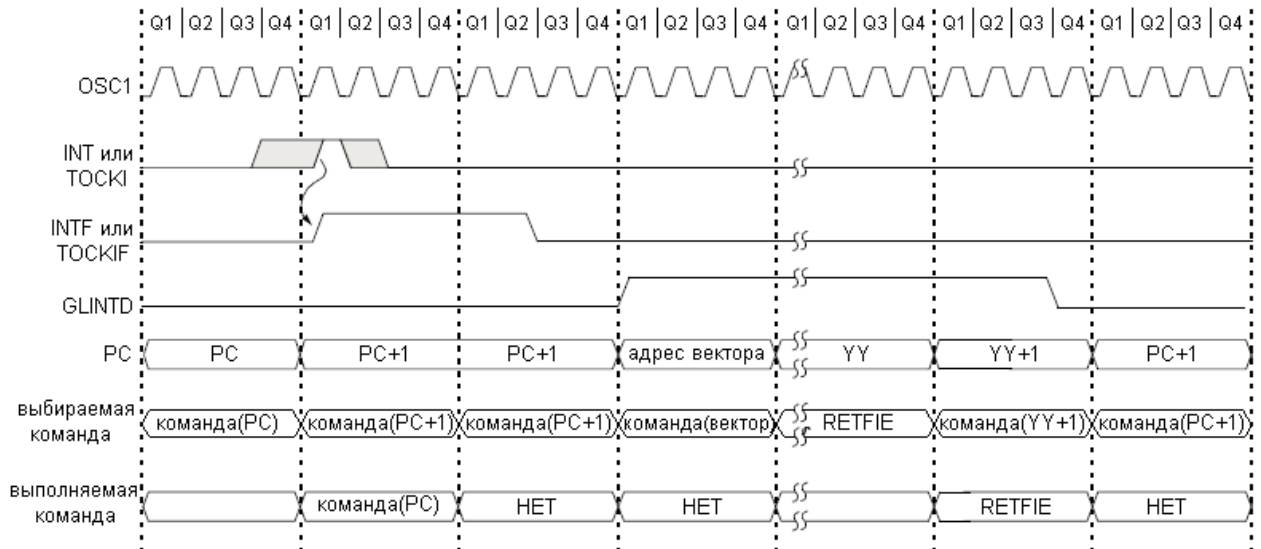 Q1 Q2 Q3 Q4 Q1 Q2 Q3 Q4 Q1 Q2 Q3 Q4 Q1 Q2 Q3 Q4 Q1 Q2 Q3 Q4 Q1 Q2 Q3 Q4 Q1 Q2 Q3 Q4
OSC1
INT или
TOCKI
INTF или
TOCKIF
GLINTD
PC PC PC+1 PC+1 адрес вектора YY YY+1 PC+1
выбираемая
команда
команда(PC) команда(PC+1) команда(PC+1) команда(вектор) RETFIE команда(YY+1) команда(PC+1)
выполняемая
команда
команда(PC) НЕТ НЕТ RETFIE НЕТ